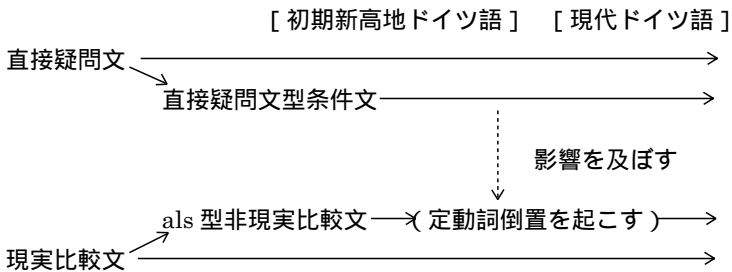 [初期新高地ドイツ語] [現代ドイツ語]
直接疑問文
直接疑問文型条件文
影響を及ぼす
als 型非現実比較文 (定動詞倒置を起こす)
現実比較文